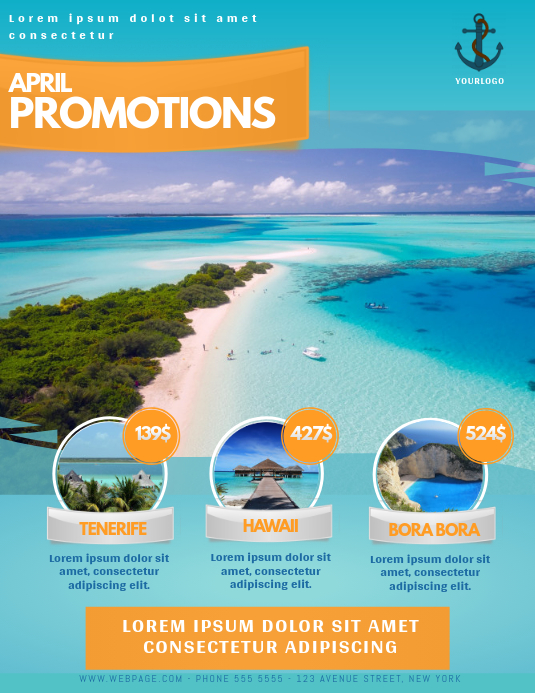 Lorem ipsum dolot sit amet
consectetur
YOURLOGO
APRIL
PROMOTIONS
139$
427$
524$
TENERIFE
HAWAII
BORA BORA
Lorem ipsum dolor sit
amet, consectetur
adipiscing elit.
Lorem ipsum dolor sit
amet, consectetur
adipiscing elit.
Lorem ipsum dolor sit
amet, consectetur
adipiscing elit.
LOREM IPSUM DOLOR SIT AMET
CONSECTETUR ADIPISCING
WWW.WEBPAGE.COM - PHONE 555 5555 - 123 AVENUE STREET, NEW YORK